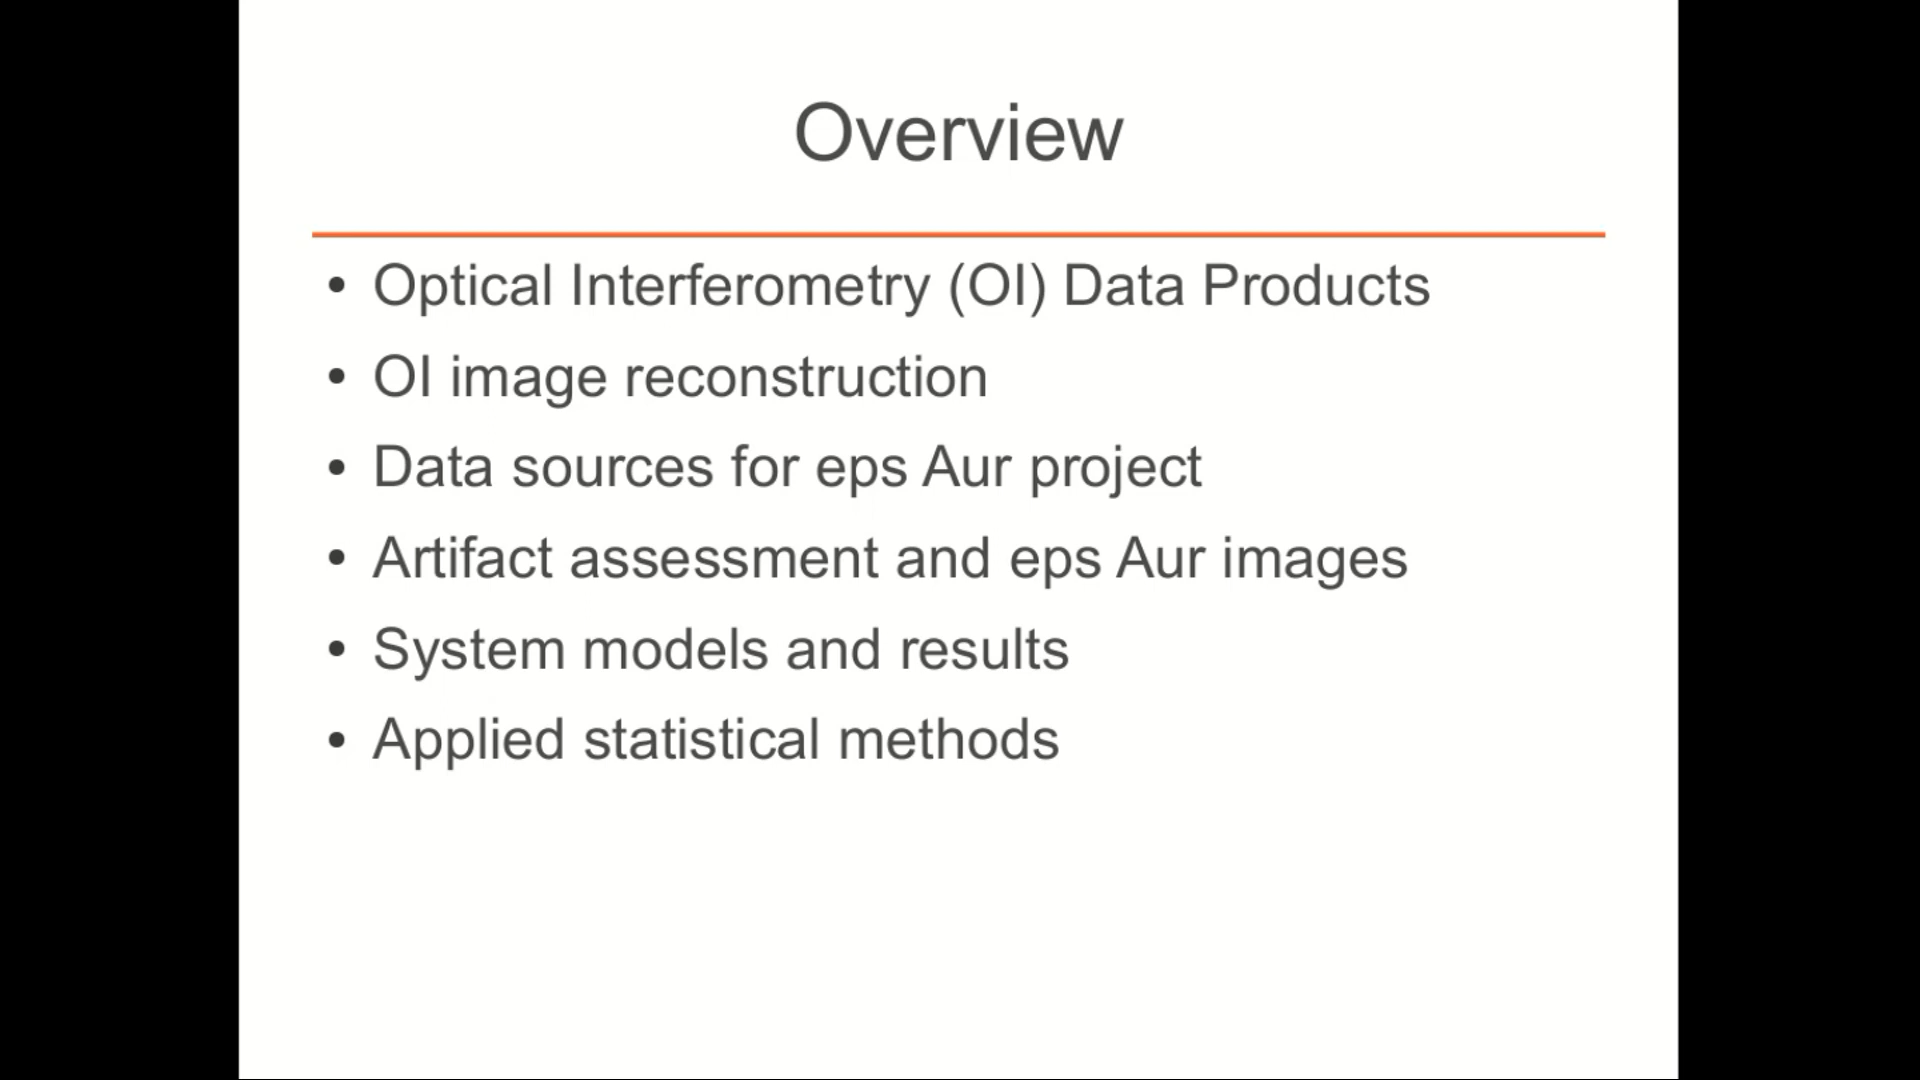 Overview
• Optical Interferometry (OI) Data Products
• OI image reconstruction
• Data sources for eps Aur project
• Artifact assessment and eps Aur images
• System models and results
• Applied statistical methods